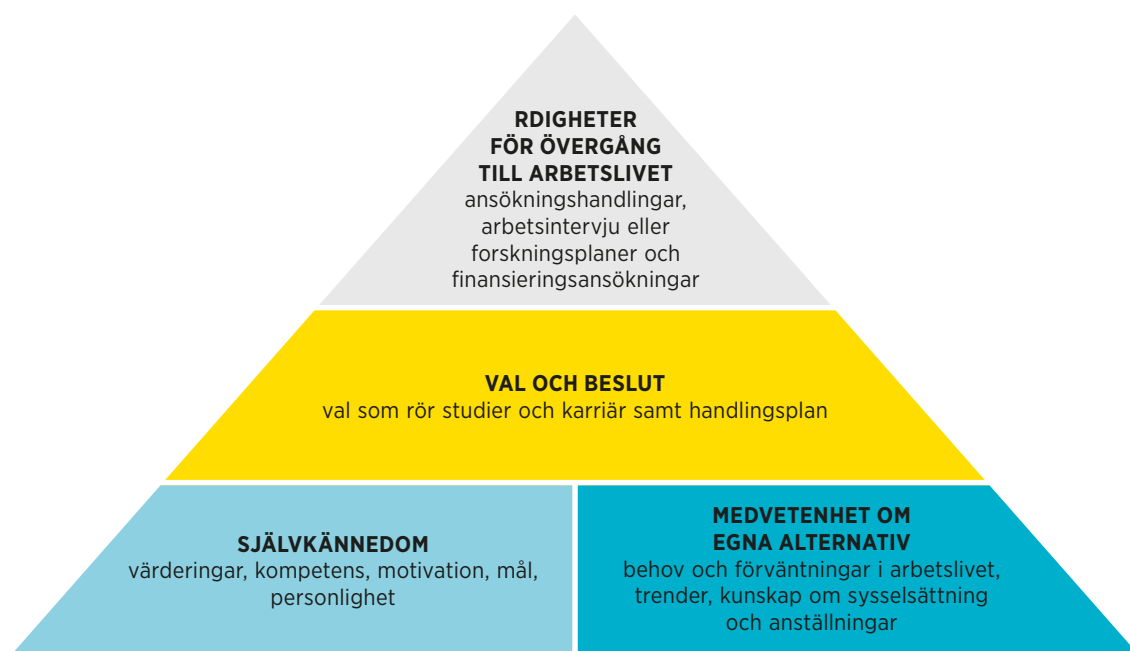 RDIGHETER
FÖR ÖVERGÅNG
TILL ARBETSLIVET
ansökningshandlingar,
arbetsintervju eller
forskningsplaner och
finansieringsansökningar
VAL OCH BESLUT
val som rör studier och karriär samt handlingsplan
SJÄLVKÄNNEDOM
värderingar, kompetens, motivation, mål,
personlighet
MEDVETENHET OM
EGNA ALTERNATIV
behov och förväntningar i arbetslivet,
trender, kunskap om sysselsättning
och anställningar